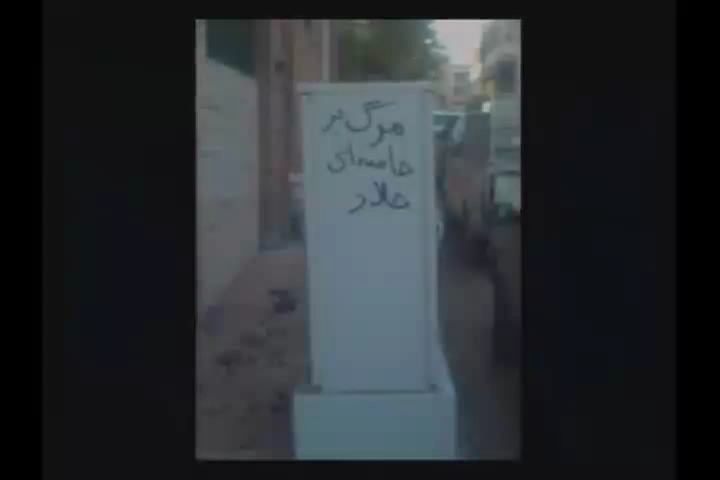 مرگ بر
خامنه‌ای
جلاد